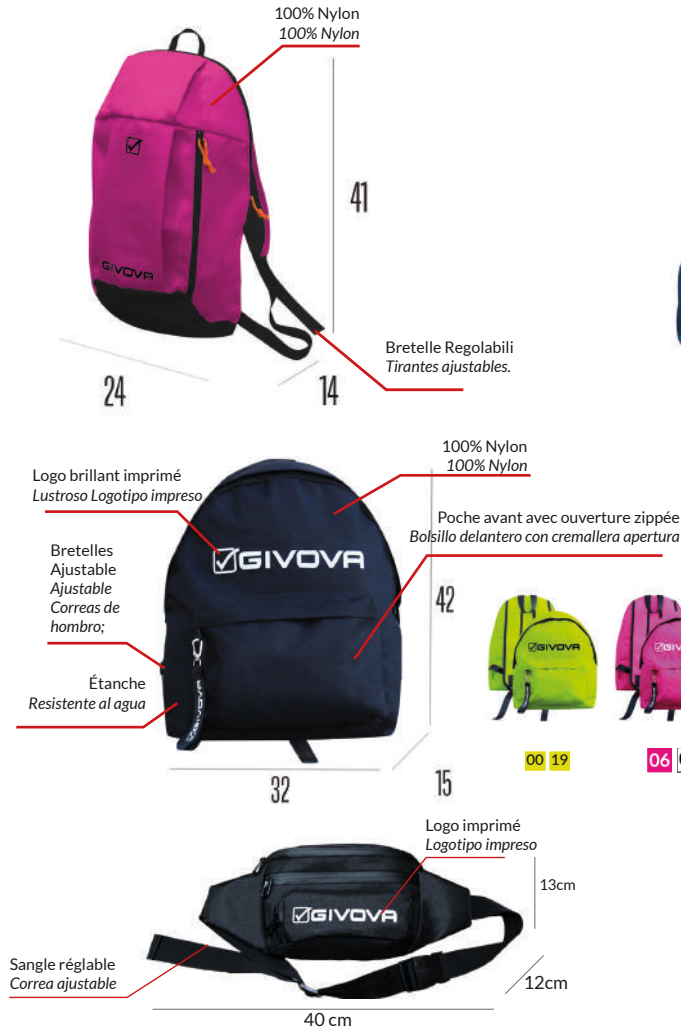 100% Nylon
100% Nylon
41
GIVOVA
Bretelle Regolabili
Tirantes ajustables.
24
14
100% Nylon
100% Nylon
Logo brillant imprimé
Lustroso Logotipo impreso
Poche avant avec ouverture zippée
Bolsillo delantero con cremallera apertura
GIVOVA
Bretelles
Ajustable
Ajustable
Correas de
hombro;
42
GIVOVA
Étanche
Resistente al agua
GIVOVA
00 19
06
32
15
Logo imprimé
Logotipo impreso
13cm
GIVOVA
Sangle réglable
Correa ajustable
12cm
40 cm